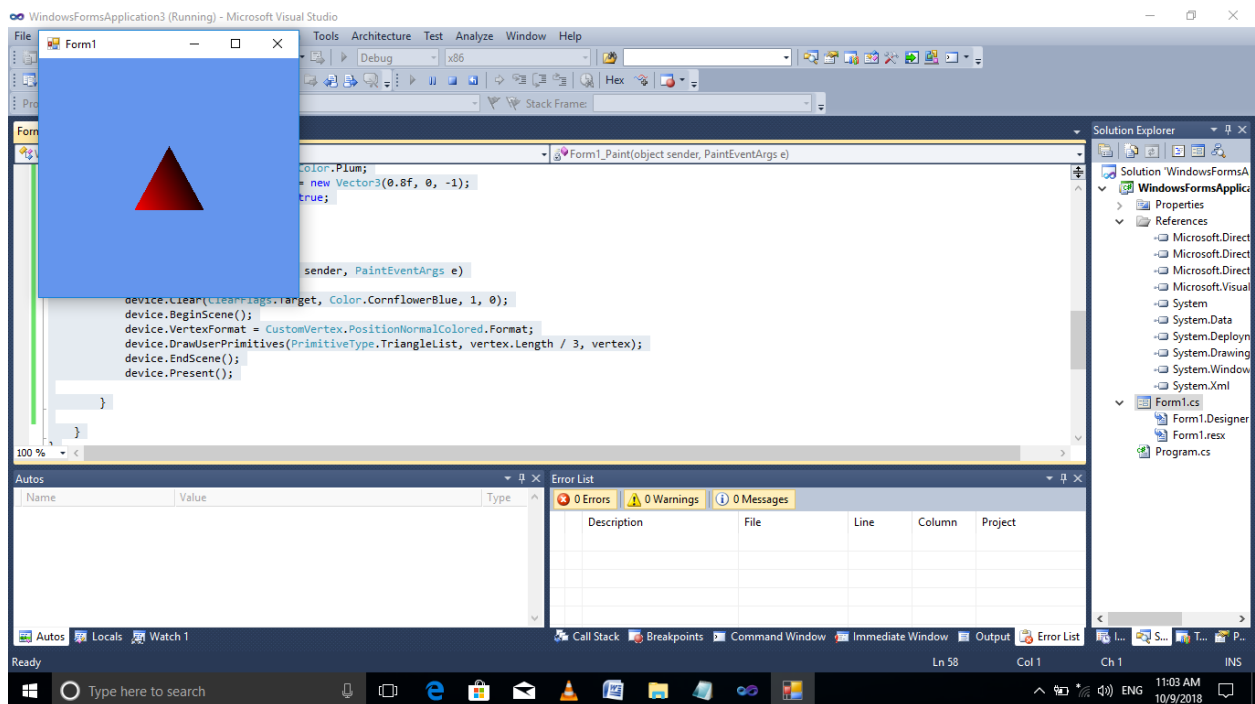 WindowsFormsApplication3 (Running) - Microsoft Visual Studio
File Tools Architecture Test Analyze Window Help
Form1
Debug x86
Hex
Pro Stack Frame:
Form
Form1_Paint(object sender, PaintEventArgs e)
Color.Plum;
= new Vector3(0.8f, 0, -1);
true;
sender, PaintEventArgs e)
device.Clear(ClearFlags.Target, Color.CornflowerBlue, 1, 0);
device.BeginScene();
device.VertexFormat = CustomVertex.PositionNormalColored.Format;
device.DrawUserPrimitives(PrimitiveType.TriangleList, vertex.Length / 3, vertex);
device.EndScene();
device.Present();
}
}
100 %
Solution Explorer
Solution 'WindowsFormsA
WindowsFormsApplica
Properties
References
Microsoft.Direct
Microsoft.Direct
Microsoft.Direct
Microsoft.Visual
System
System.Data
System.Deployn
System.Drawing
System.Window
System.Xml
Form1.cs
Form1.Designer
Form1.resx
Program.cs
Autos
Name Value Type
Error List
0 Errors 0 Warnings 0 Messages
Description File Line Column Project
Autos Locals Watch 1
Call Stack Breakpoints Command Window Immediate Window Output Error List
I... S... T... P..
Ready Ln 58 Col 1 Ch 1 INS
Type here to search
ENG
11:03 AM
10/9/2018